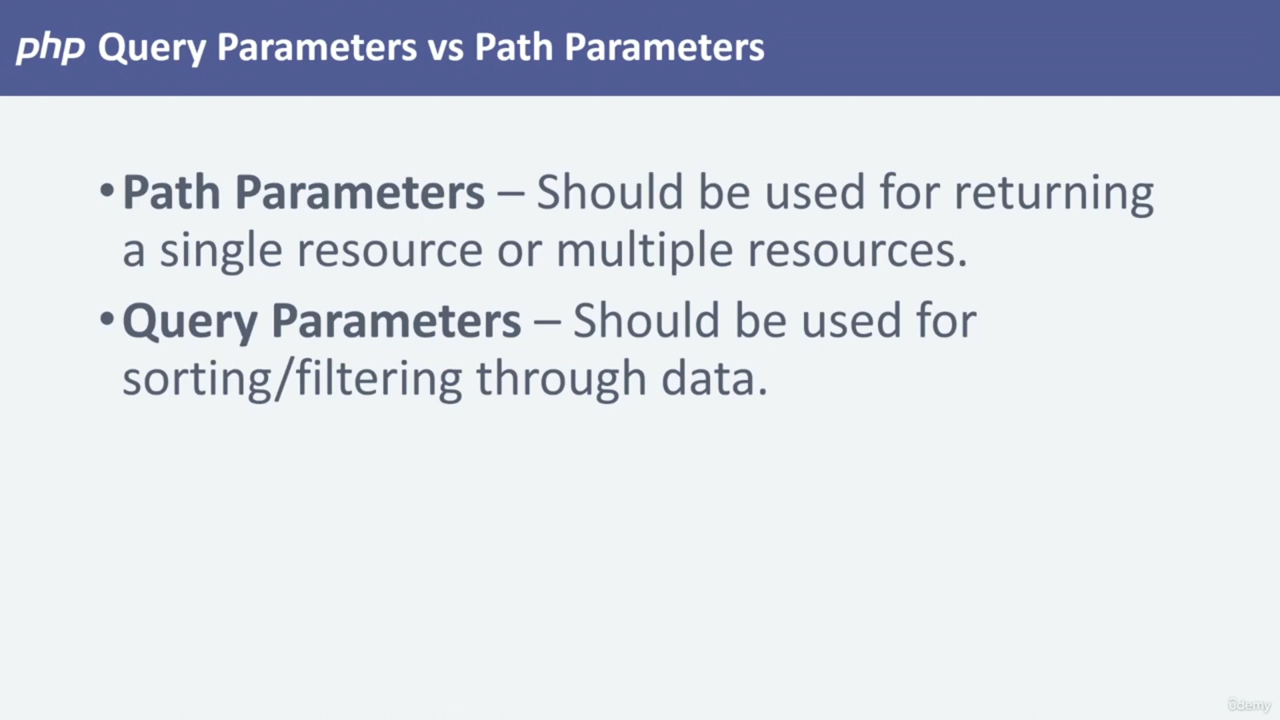 php Query Parameters vs Path Parameters
•Path Parameters – Should be used for returning
a single resource or multiple resources.
•Query Parameters – Should be used for
sorting/filtering through data.
ûdemy